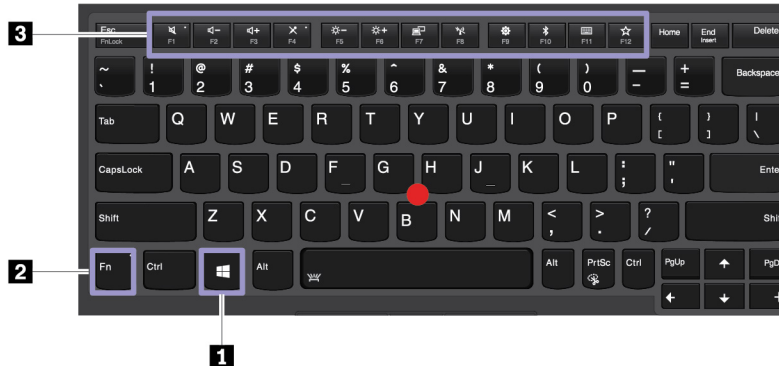 3
Esc Home End Delete
FnLock F1 F2 F3 F4 F5 F6 F7 F8 F9 F10 F11 F12 Insert
~ ! @ # $ % ^ & * ( ) — +
` 1 2 3 4 5 6 7 8 9 0 - = Backspace
Tab Q W E R T Y U I O P { } |
[ ] \
CapsLock A S D F G H J K L : " Ente
; '
Shift Z X C V B N M < > ? Shi
, . /
2 Fn Ctrl Alt Alt PrtSc Ctrl PgUp PgD
1